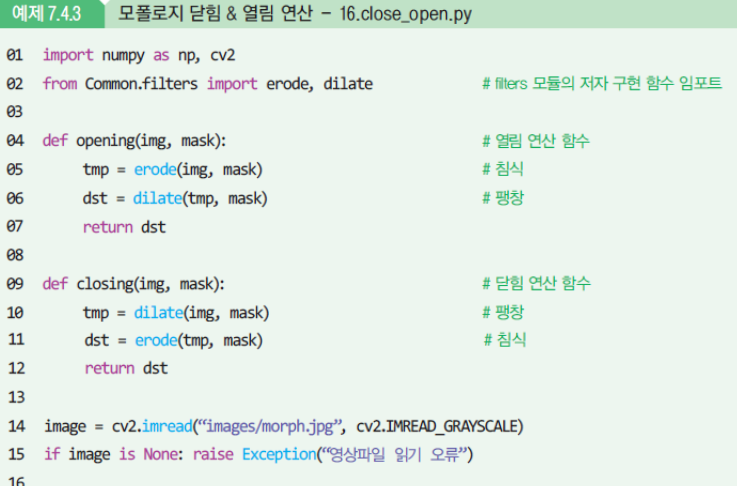 예제 7.4.3 모폴로지 닫힘 & 열림 연산 - 16.close_open.py
01 import numpy as np, cv2
02 from Common.filters import erode, dilate # filters 모듈의 저자 구현 함수 임포트
03
04 def opening(img, mask): # 열림 연산 함수
05 tmp = erode(img, mask) # 침식
06 dst = dilate(tmp, mask) # 팽창
07 return dst
08
09 def closing(img, mask): # 닫힘 연산 함수
10 tmp = dilate(img, mask) # 팽창
11 dst = erode(tmp, mask) # 침식
12 return dst
13
14 image = cv2.imread(“images/morph.jpg”, cv2.IMREAD_GRAYSCALE)
15 if image is None: raise Exception(“영상파일 읽기 오류”)
16